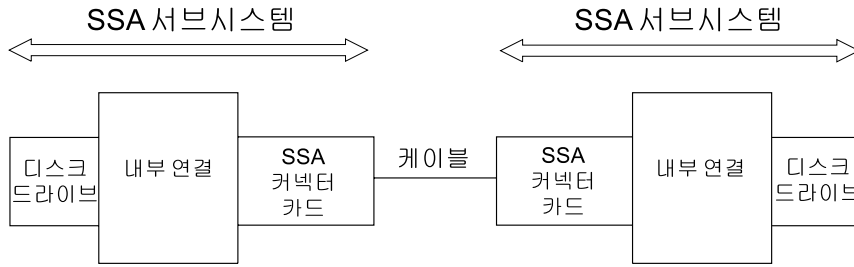 SSA 서브시스템
SSA 서브시스템
디스크
드라이브
내부 연결
SSA
커넥터
카드
케이블
SSA
커넥터
카드
내부 연결
디스크
드라이브